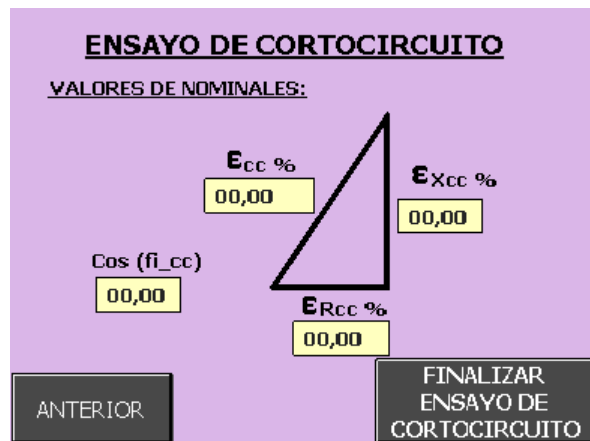 ENSAYO DE CORTOCIRCUITO
VALORES DE NOMINALES:
εcc %
00,00
εXcc %
00,00
Cos (fi_cc)
00,00
εRcc %
00,00
ANTERIOR
FINALIZAR
ENSAYO DE
CORTOCIRCUITO